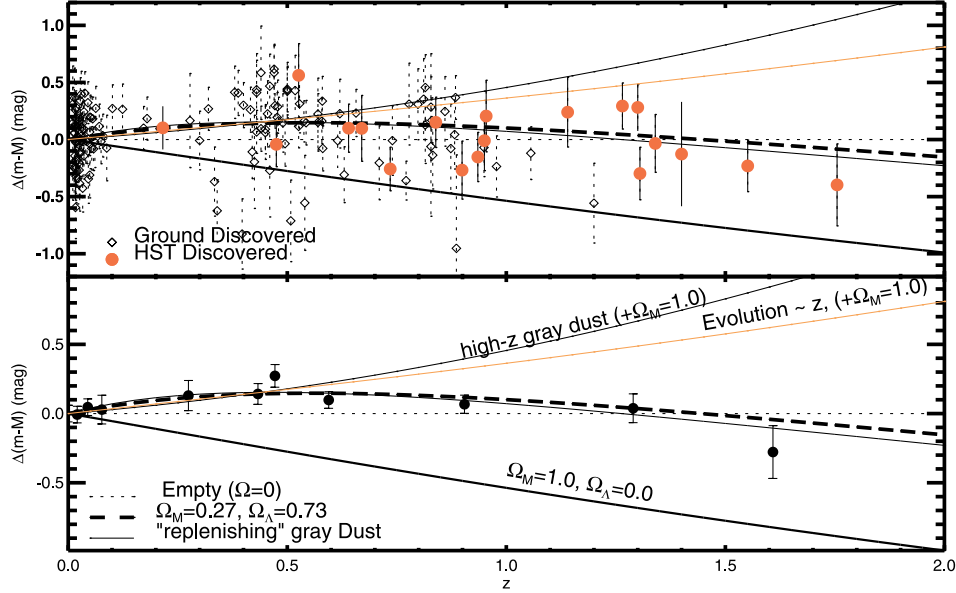 1.0
0.5
0.0
-0.5
-1.0
Δ(m-M) (mag)
Ground Discovered
HST Discovered
high-z gray dust (+Ω_M=1.0)
Evolution ~ z, (+Ω_M=1.0)
0.5
0.0
-0.5
Δ(m-M) (mag)
Ω_M=1.0, Ω_Λ=0.0
Empty (Ω=0)
Ω_M=0.27, Ω_Λ=0.73
"replenishing" gray Dust
0.0 0.5 1.0 1.5 2.0
z